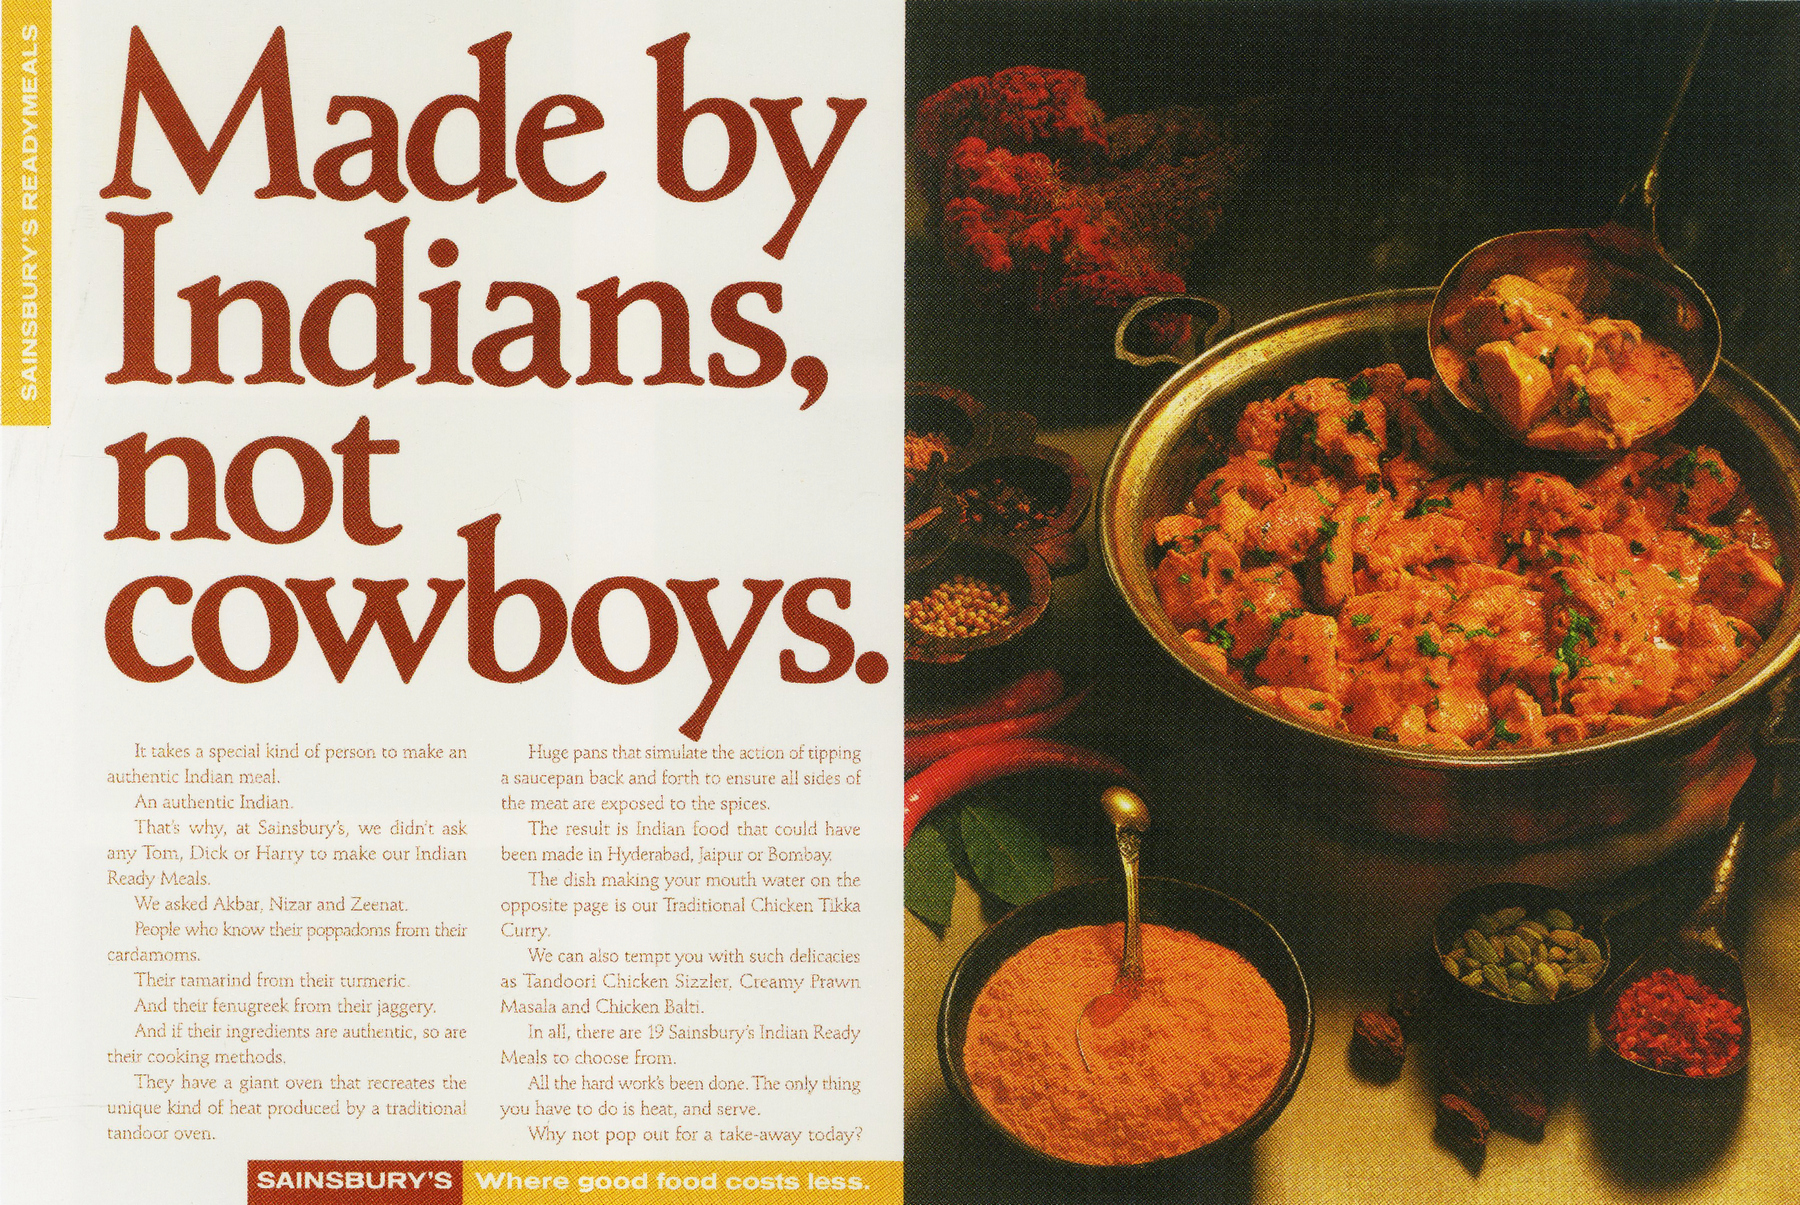 SAINSBURY'S READYMEALS
Made by
Indians,
not
cowboys.
It takes a special kind of person to make an
authentic Indian meal.
An authentic Indian.
That's why, at Sainsbury's, we didn't ask
any Tom, Dick or Harry to make our Indian
Ready Meals.
We asked Akbar, Nizar and Zeenat.
People who know their poppadoms from their
cardamoms.
Their tamarind from their turmeric.
And their fenugreek from their jaggery.
And if their ingredients are authentic, so are
their cooking methods.
They have a giant oven that recreates the
unique kind of heat produced by a traditional
tandoor oven.
Huge pans that simulate the action of tipping
a saucepan back and forth to ensure all sides of
the meat are exposed to the spices.
The result is Indian food that could have
been made in Hyderabad, Jaipur or Bombay.
The dish making your mouth water on the
opposite page is our Traditional Chicken Tikka
Curry.
We can also tempt you with such delicacies
as Tandoori Chicken Sizzler, Creamy Prawn
Masala and Chicken Balti.
In all, there are 19 Sainsbury's Indian Ready
Meals to choose from.
All the hard work's been done. The only thing
you have to do is heat, and serve.
Why not pop out for a take-away today?
SAINSBURY'S Where good food costs less.